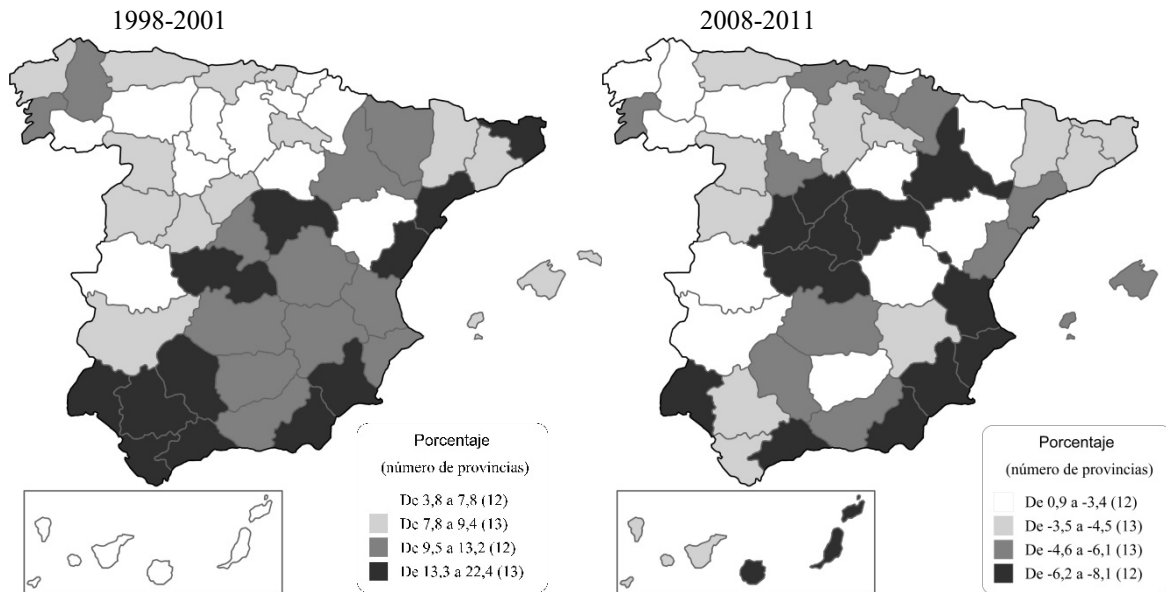 1998-2001
2008-2011
Porcentaje
(número de provincias)
De 3,8 a 7,8 (12)
De 7,8 a 9,4 (13)
De 9,5 a 13,2 (12)
De 13,3 a 22,4 (13)
Porcentaje
(número de provincias)
De 0,9 a -3,4 (12)
De -3,5 a -4,5 (13)
De -4,6 a -6,1 (13)
De -6,2 a -8,1 (12)